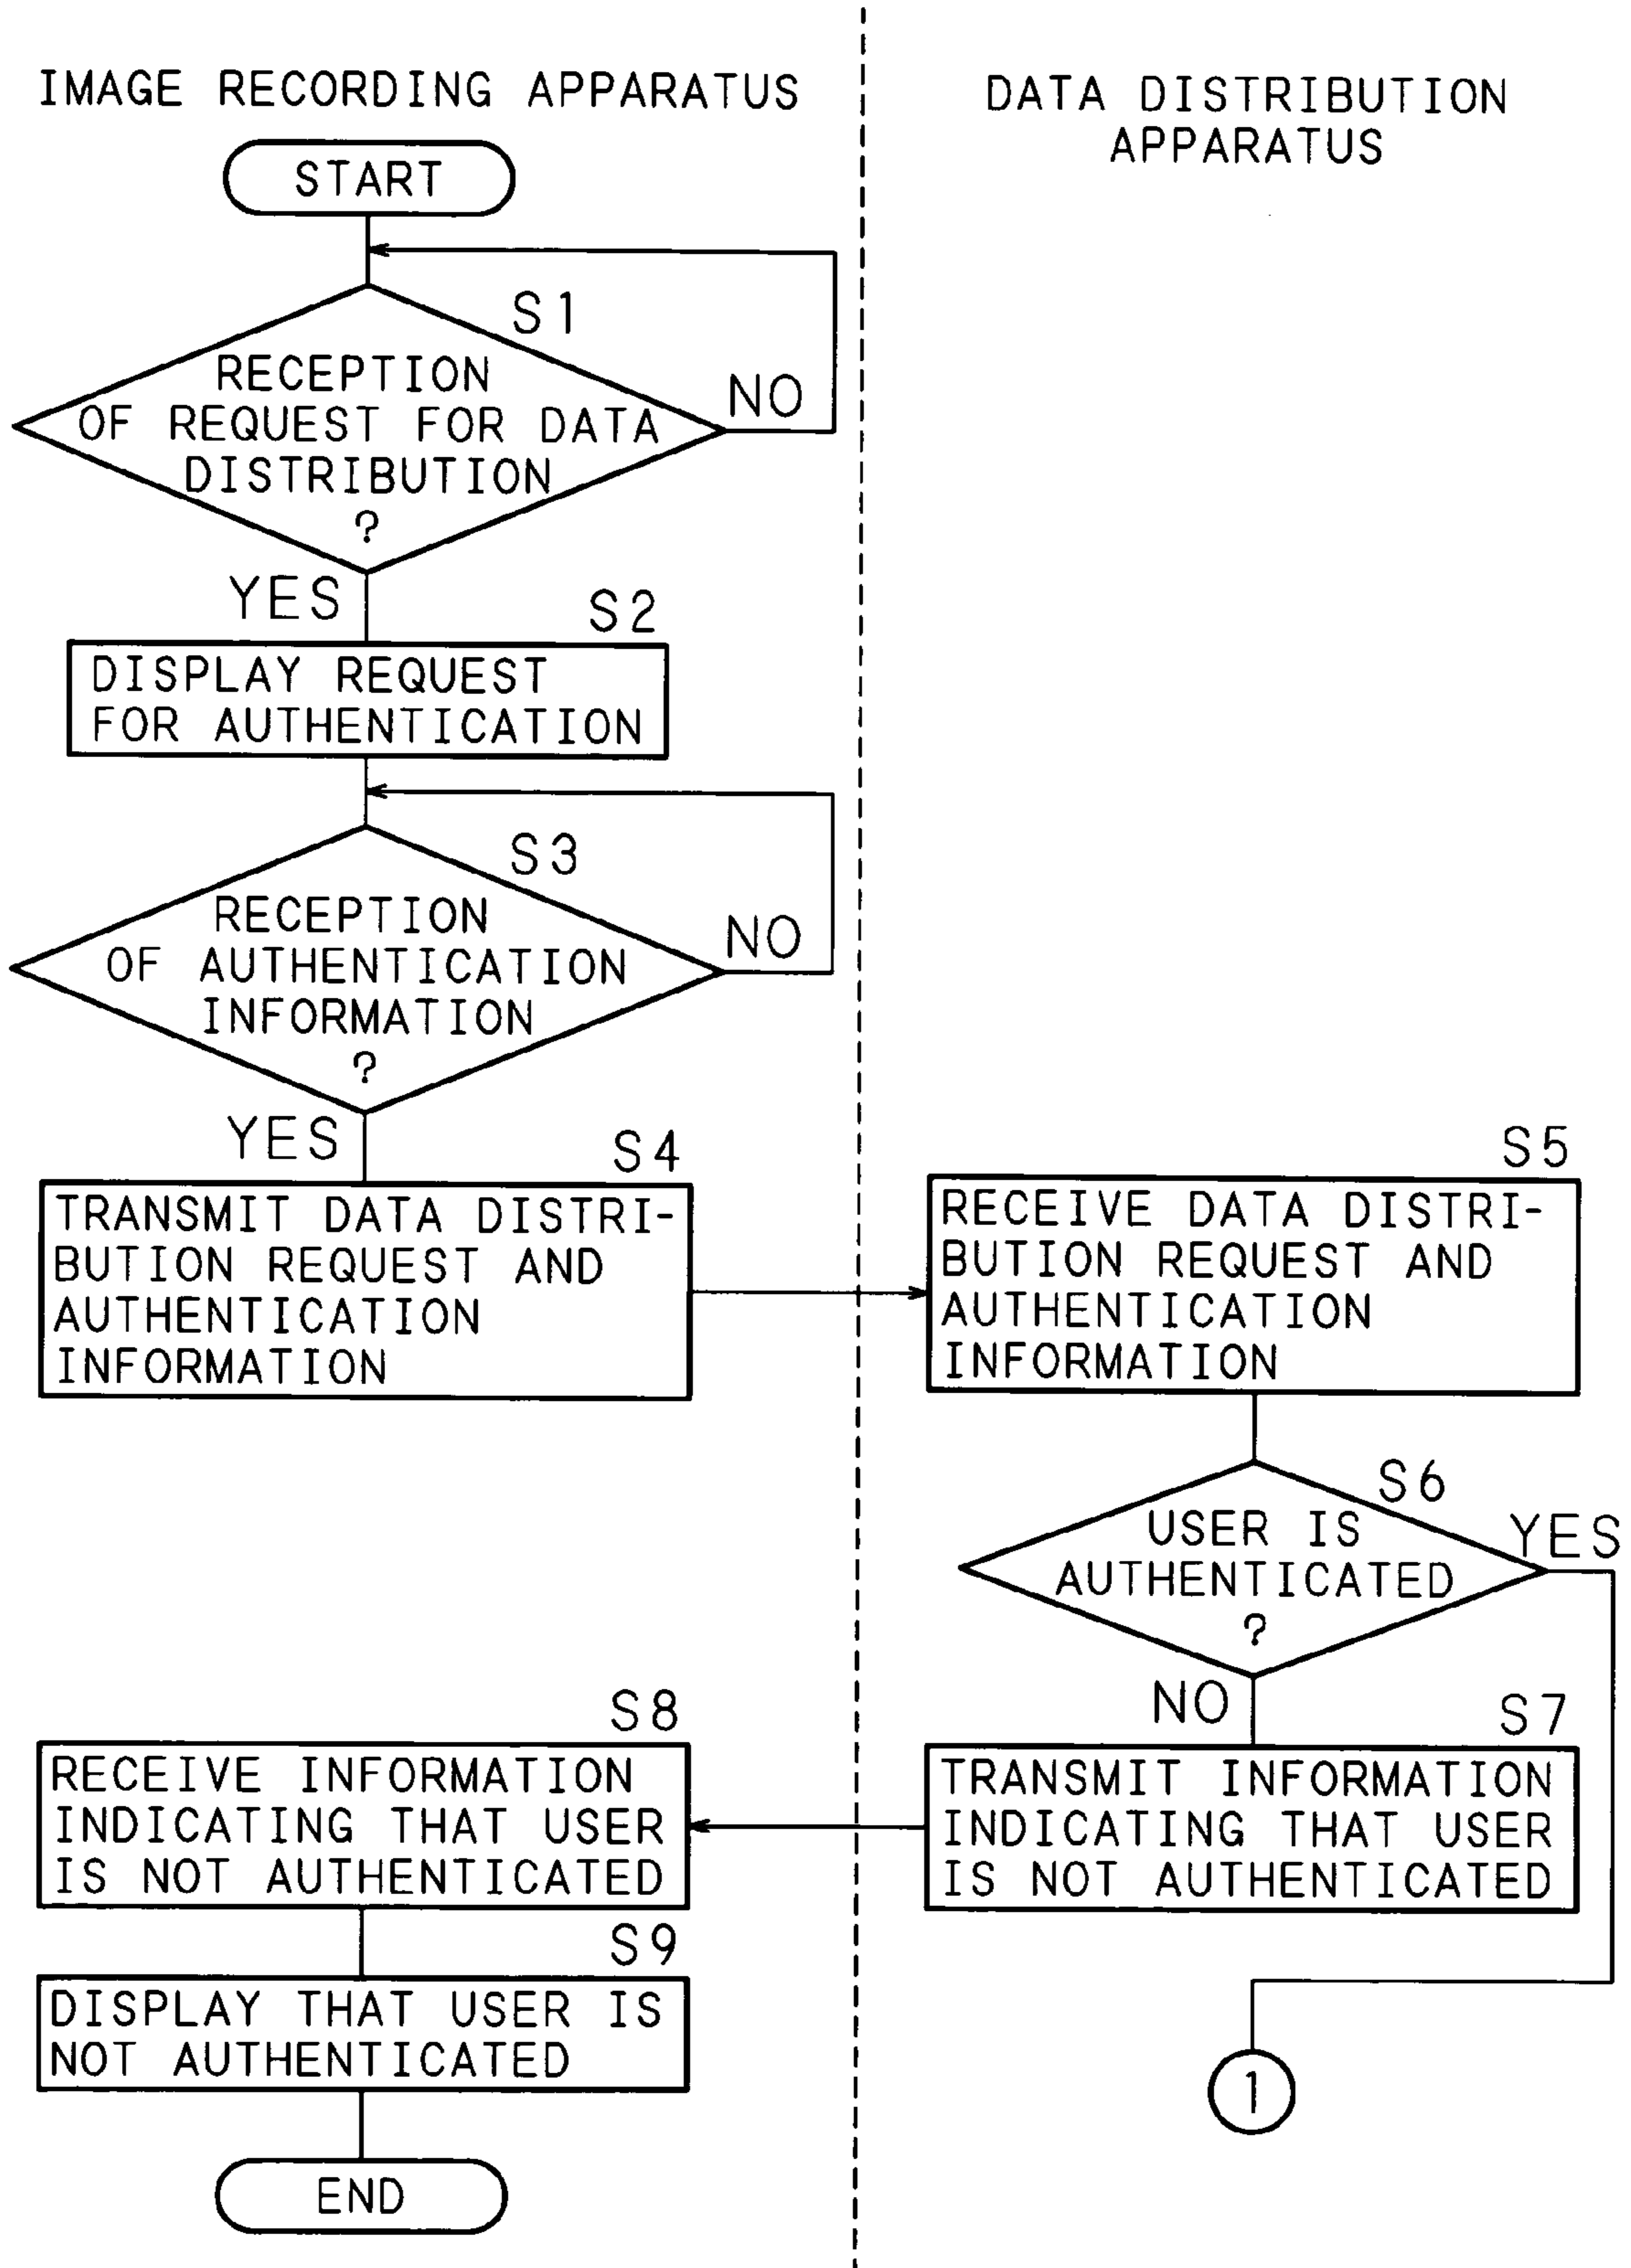 IMAGE RECORDING APPARATUS
DATA DISTRIBUTION
APPARATUS
START
S1
RECEPTION
OF REQUEST FOR DATA
DISTRIBUTION
?
NO
YES
S2
DISPLAY REQUEST
FOR AUTHENTICATION
S3
RECEPTION
OF AUTHENTICATION
INFORMATION
?
NO
YES
S4
TRANSMIT DATA DISTRI-
BUTION REQUEST AND
AUTHENTICATION
INFORMATION
S5
RECEIVE DATA DISTRI-
BUTION REQUEST AND
AUTHENTICATION
INFORMATION
S6
USER IS
AUTHENTICATED
?
YES
NO
S7
TRANSMIT INFORMATION
INDICATING THAT USER
IS NOT AUTHENTICATED
S8
RECEIVE INFORMATION
INDICATING THAT USER
IS NOT AUTHENTICATED
S9
DISPLAY THAT USER IS
NOT AUTHENTICATED
1
END